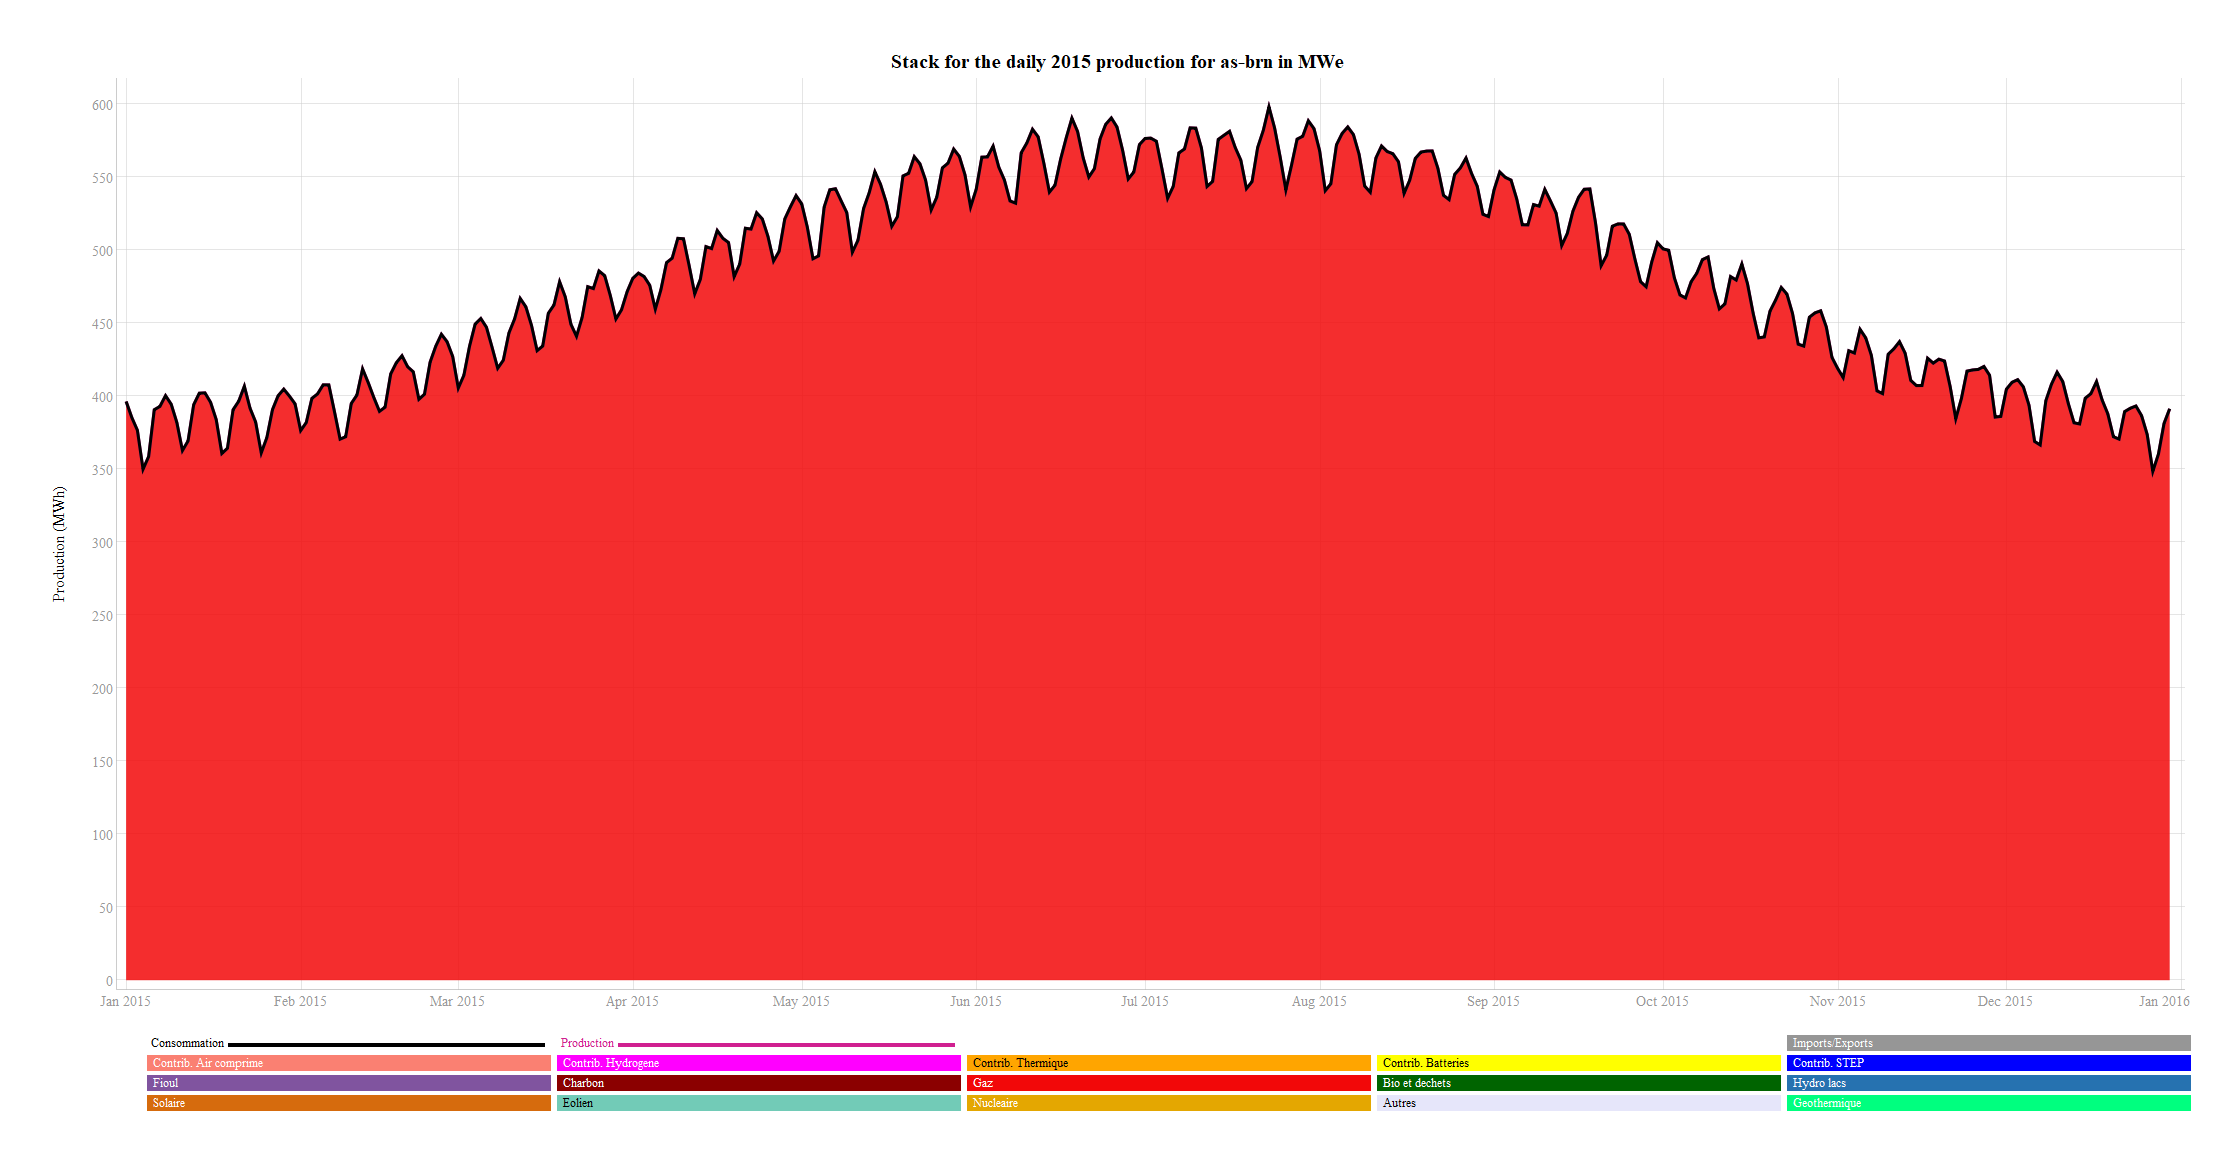 Stack for the daily 2015 production for as-brn in MWe
Production (MWh)
600
550
500
450
400
350
300
250
200
150
100
50
0
Jan 2015 Feb 2015 Mar 2015 Apr 2015 May 2015 Jun 2015 Jul 2015 Aug 2015 Sep 2015 Oct 2015 Nov 2015 Dec 2015 Jan 2016
Consommation Production Imports/Exports
Contrib. Air comprime Contrib. Hydrogene Contrib. Thermique Contrib. Batteries Contrib. STEP
Fioul Charbon Gaz Bio et dechets Hydro lacs
Solaire Eolien Nucleaire Autres Geothermique